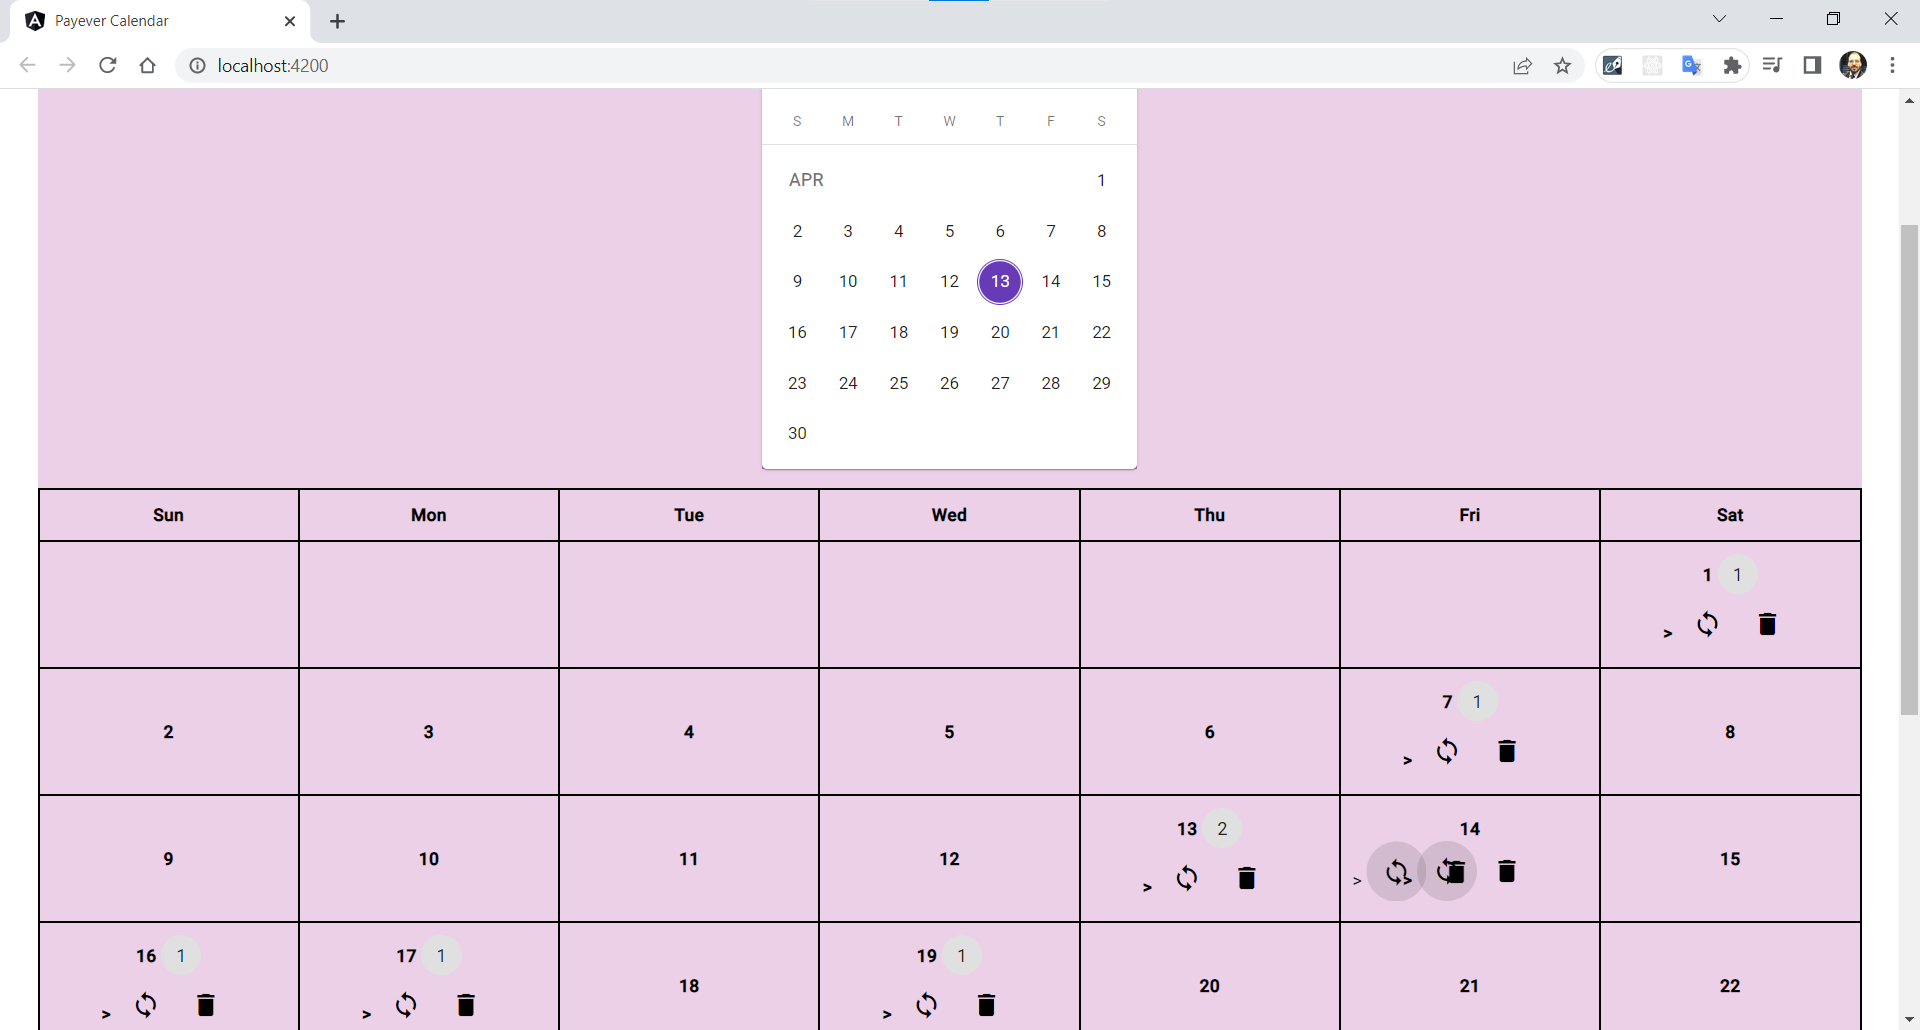 Payever Calendar
localhost:4200
S M T W T F S
APR 1
2 3 4 5 6 7 8
9 10 11 12 13 14 15
16 17 18 19 20 21 22
23 24 25 26 27 28 29
30
Sun Mon Tue Wed Thu Fri Sat
1 1
>
7 1
2 3 4 5 6 8
>
13 2 14
9 10 11 12 15
> > >
16 1 17 1 19 1
18 20 21 22
> > >